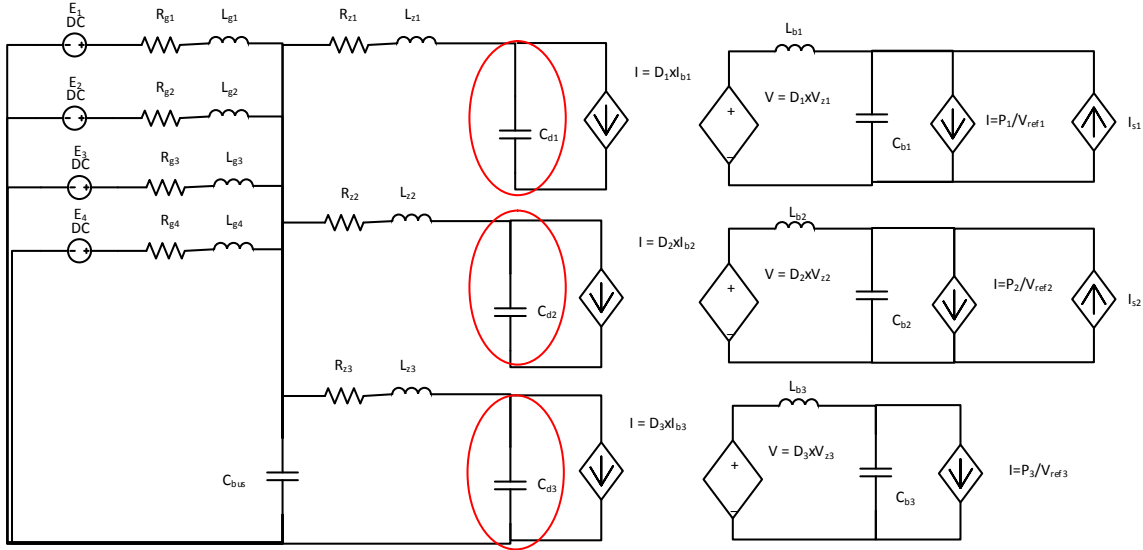 E1
DC
Rg1
Lg1
Rz1
Lz1
Cd1
I = D1xIb1
Lb1
V = D1xVz1
Cb1
I=P1/Vref1
Is1
E2
DC
Rg2
Lg2
E3
DC
Rg3
Lg3
E4
DC
Rg4
Lg4
Rz2
Lz2
Cd2
I = D2xIb2
Lb2
V = D2xVz2
Cb2
I=P2/Vref2
Is2
Rz3
Lz3
Cbus
Cd3
I = D3xIb3
Lb3
V = D3xVz3
Cb3
I=P3/Vref3